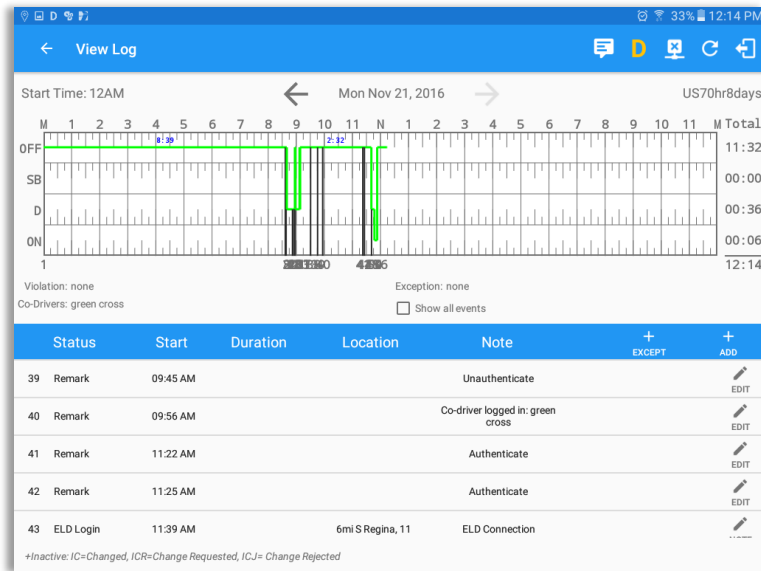 D 33% 12:14 PM
View Log D
Start Time: 12AM Mon Nov 21, 2016 US70hr8days
M 1 2 3 4 5 6 7 8 9 10 11 N 1 2 3 4 5 6 7 8 9 10 11 M Total
8:39 2:32
OFF 11:32
SB 00:00
D 00:36
ON 00:06
1 12:14
Violation: none Exception: none
Co-Drivers: green cross Show all events
Status Start Duration Location Note + EXCEPT + ADD
39 Remark 09:45 AM Unauthenticate EDIT
40 Remark 09:56 AM Co-driver logged in: green
cross EDIT
41 Remark 11:22 AM Authenticate EDIT
42 Remark 11:25 AM Authenticate EDIT
43 ELD Login 11:39 AM 6mi S Regina, 11 ELD Connection
+Inactive: IC=Changed, ICR=Change Requested, ICJ= Change Rejected